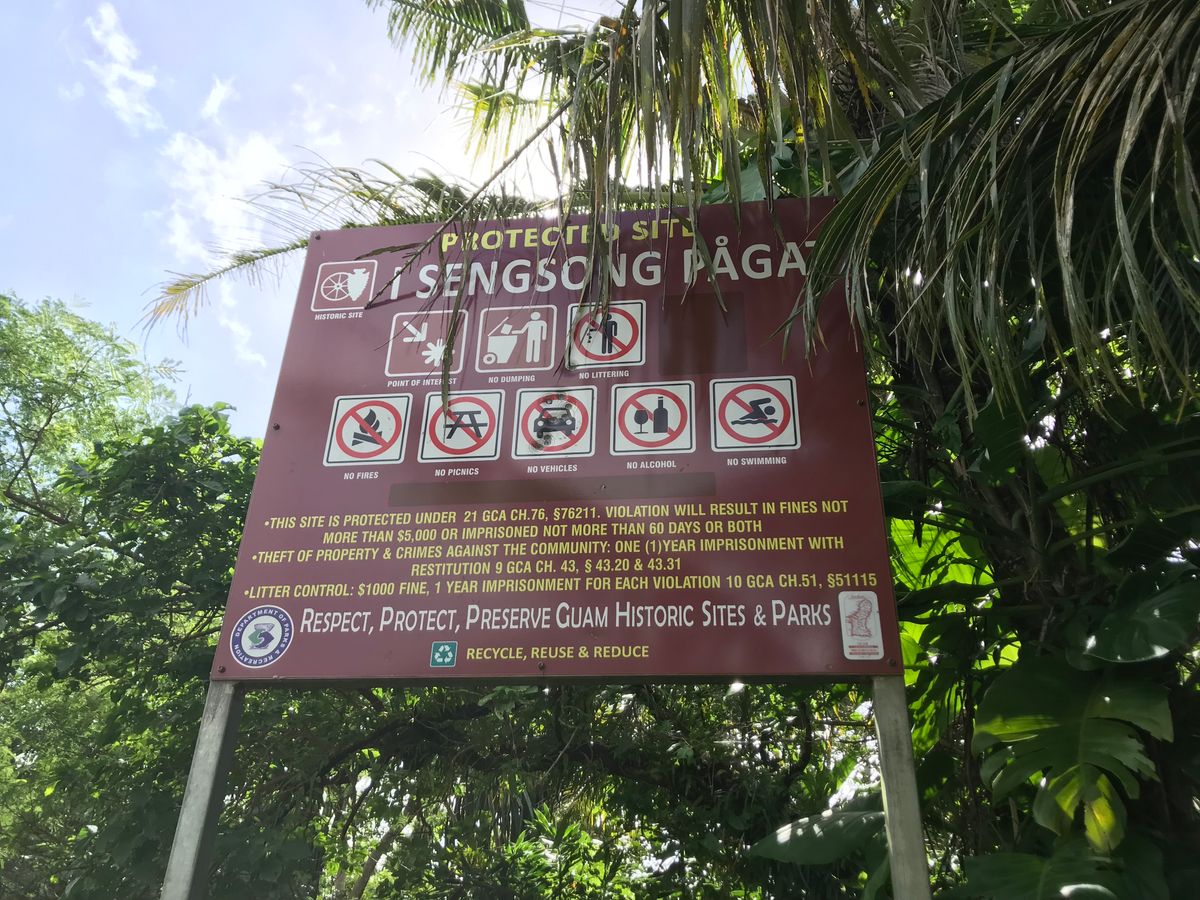 PROTECTED SITE
I SENGSONG PÅGAT
HISTORIC SITE
POINT OF INTEREST
NO DUMPING
NO LITTERING
NO FIRES
NO PICNICS
NO VEHICLES
NO ALCOHOL
NO SWIMMING
•THIS SITE IS PROTECTED UNDER 21 GCA CH.76, §76211. VIOLATION WILL RESULT IN FINES NOT
MORE THAN $5,000 OR IMPRISONED NOT MORE THAN 60 DAYS OR BOTH
•THEFT OF PROPERTY & CRIMES AGAINST THE COMMUNITY: ONE (1)YEAR IMPRISONMENT WITH
RESTITUTION 9 GCA CH. 43, § 43.20 & 43.31
•LITTER CONTROL: $1000 FINE, 1 YEAR IMPRISONMENT FOR EACH VIOLATION 10 GCA CH.51, §51115
RESPECT, PROTECT, PRESERVE GUAM HISTORIC SITES & PARKS
DEPARTMENT OF PARKS & RECREATION
RECYCLE, REUSE & REDUCE